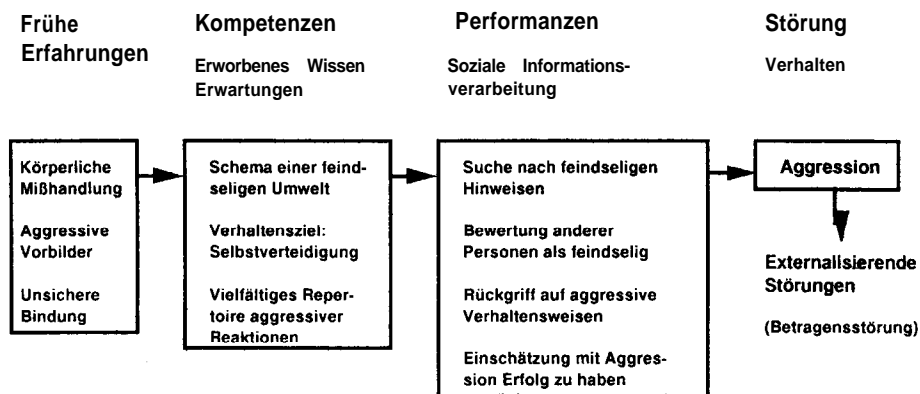 Frühe
Erfahrungen
Kompetenzen
Erworbenes Wissen
Erwartungen
Performanzen
Soziale Informations-
verarbeitung
Störung
Verhalten
Körperliche
Mißhandlung
Aggressive
Vorbilder
Unsichere
Bindung
Schema einer feind-
seligen Umwelt
Verhaltensziel:
Selbstverteidigung
Vielfältiges Reper-
toire aggressiver
Reaktionen
Suche nach feindseligen
Hinweisen
Bewertung anderer
Personen als feindselig
Rückgriff auf aggressive
Verhaltensweisen
Einschätzung mit Aggres-
sion Erfolg zu haben
Aggression
Externalisierende
Störungen
(Betragensstörung)